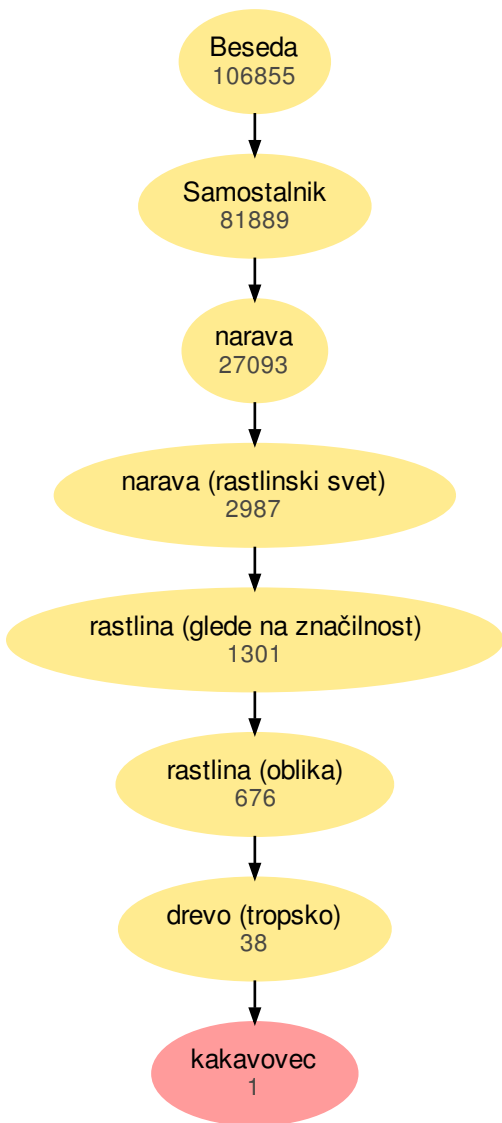 Beseda
106855
Samostalnik
81889
narava
27093
narava (rastlinski svet)
2987
rastlina (glede na značilnost)
1301
rastlina (oblika)
676
drevo (tropsko)
38
kakavovec
1